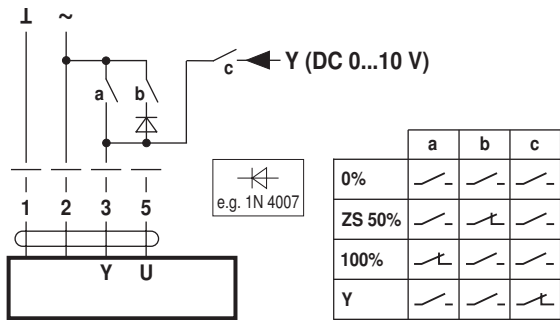 ⊥ ~
c Y (DC 0...10 V)
a b
1 2 3 5
Y U
e.g. 1N 4007
a b c
0%
ZS 50%
100%
Y